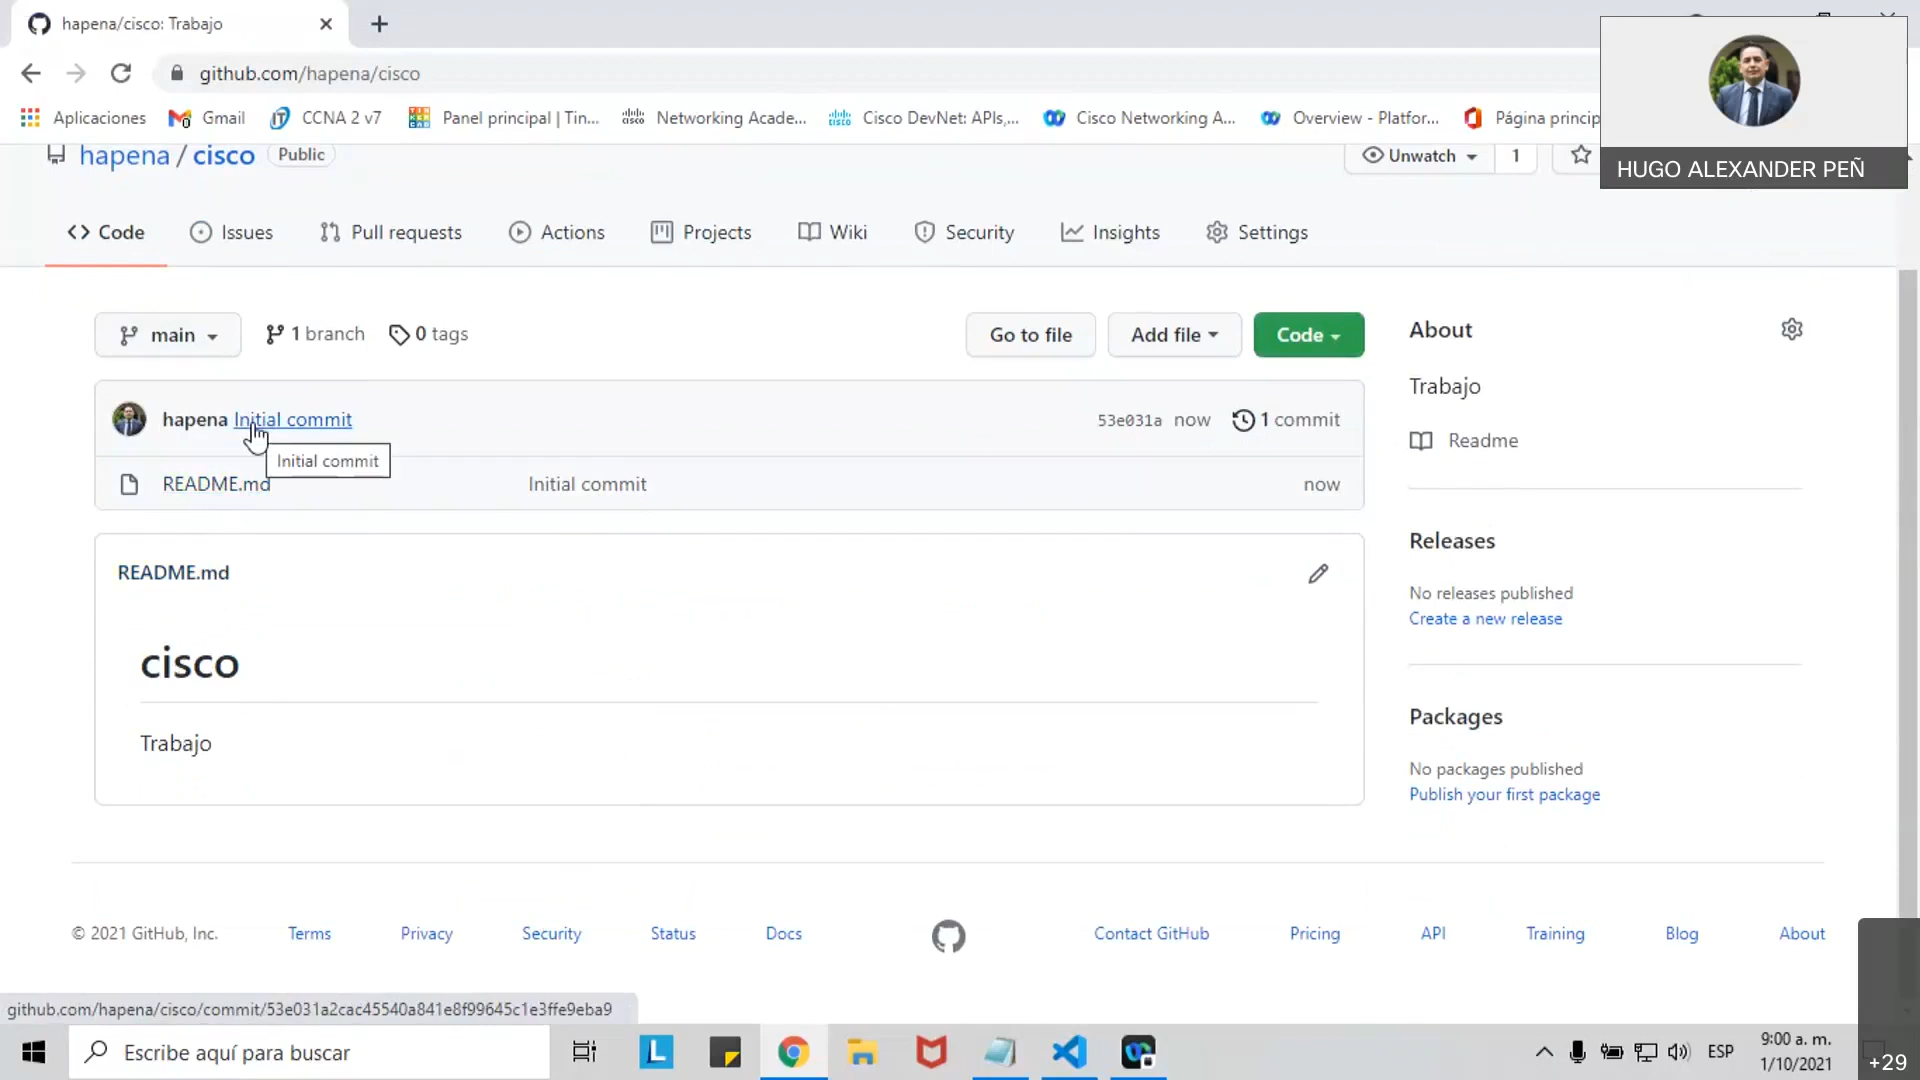 hapena/cisco: Trabajo
github.com/hapena/cisco
Aplicaciones Gmail CCNA 2 v7 Panel principal | Tin... Networking Acade... Cisco DevNet: APIs,... Cisco Networking A... Overview - Platfor... Página princip
HUGO ALEXANDER PEÑ
hapena / cisco Public
Unwatch 1
Code Issues Pull requests Actions Projects Wiki Security Insights Settings
main 1 branch 0 tags
Go to file Add file Code
About
Trabajo
Readme
hapena Initial commit 53e031a now 1 commit
Initial commit
README.md Initial commit now
README.md
cisco
Trabajo
Releases
No releases published
Create a new release
Packages
No packages published
Publish your first package
© 2021 GitHub, Inc. Terms Privacy Security Status Docs Contact GitHub Pricing API Training Blog About
github.com/hapena/cisco/commit/53e031a2cac45540a841e8f99645c1e3ffe9eba9
Escribe aquí para buscar
ESP
9:00 a. m.
1/10/2021
+29